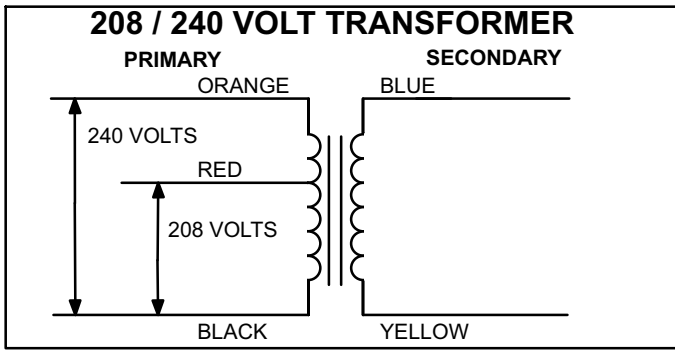 208 / 240 VOLT TRANSFORMER
PRIMARY SECONDARY
ORANGE BLUE
240 VOLTS
RED
208 VOLTS
BLACK YELLOW